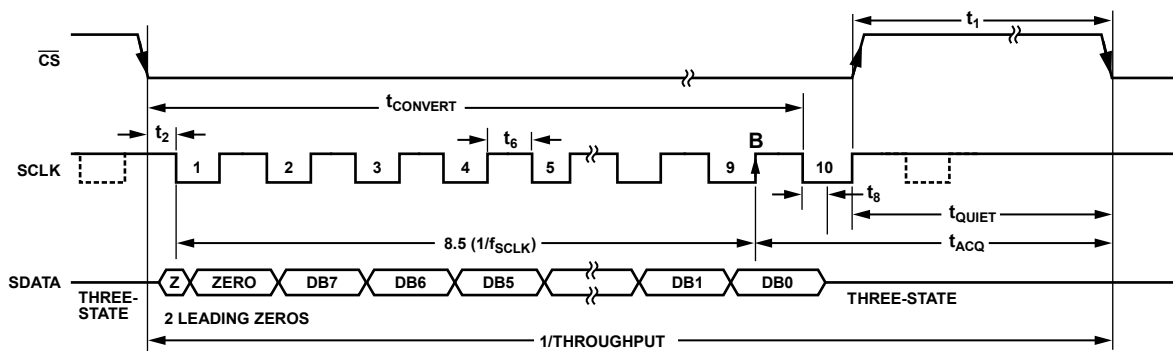 t1
CS
tCONVERT
t2
t6
B
SCLK
1 2 3 4 5 9 10
t8
tQUIET
8.5 (1/fSCLK)
tACQ
SDATA
Z ZERO DB7 DB6 DB5 DB1 DB0
THREE-STATE
THREE-
STATE
2 LEADING ZEROS
1/THROUGHPUT